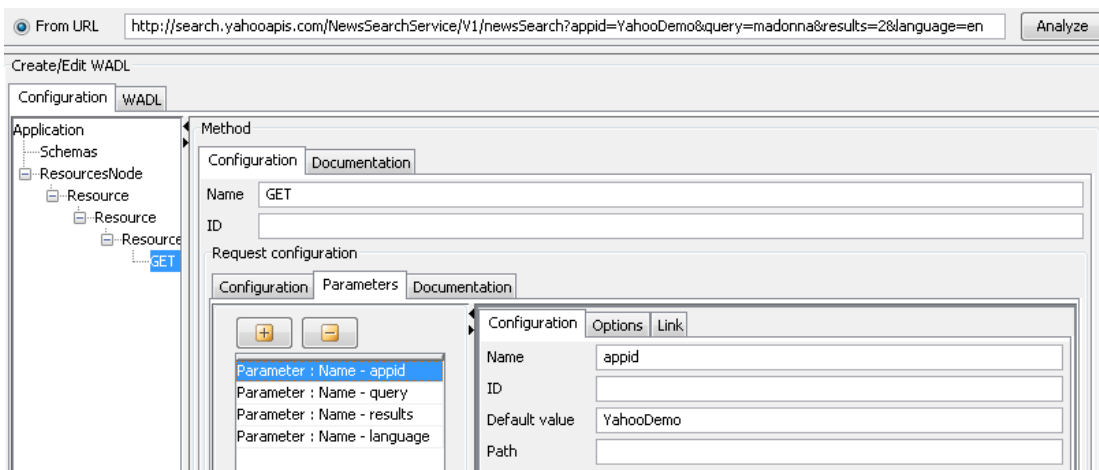 From URL http://search.yahooapis.com/NewsSearchService/V1/newsSearch?appid=YahooDemo&query=madonna&results=2&language=en Analyze
Create/Edit WADL
Configuration WADL
Application
Schemas
ResourcesNode
Resource
Resource
Resource
GET
Method
Configuration Documentation
Name GET
ID
Request configuration
Configuration Parameters Documentation
Parameter : Name - appid
Parameter : Name - query
Parameter : Name - results
Parameter : Name - language
Configuration Options Link
Name appid
ID
Default value YahooDemo
Path